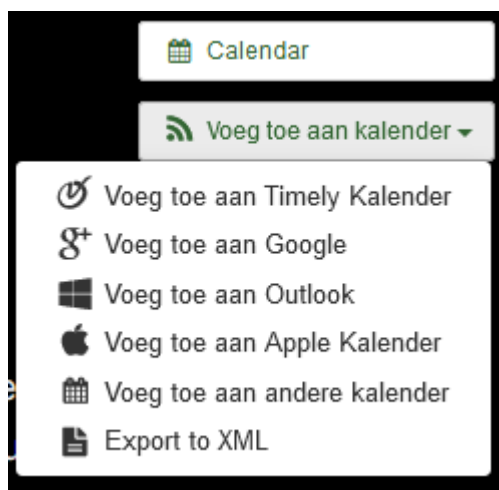 Calendar
Voeg toe aan kalender
Voeg toe aan Timely Kalender
Voeg toe aan Google
Voeg toe aan Outlook
Voeg toe aan Apple Kalender
Voeg toe aan andere kalender
Export to XML